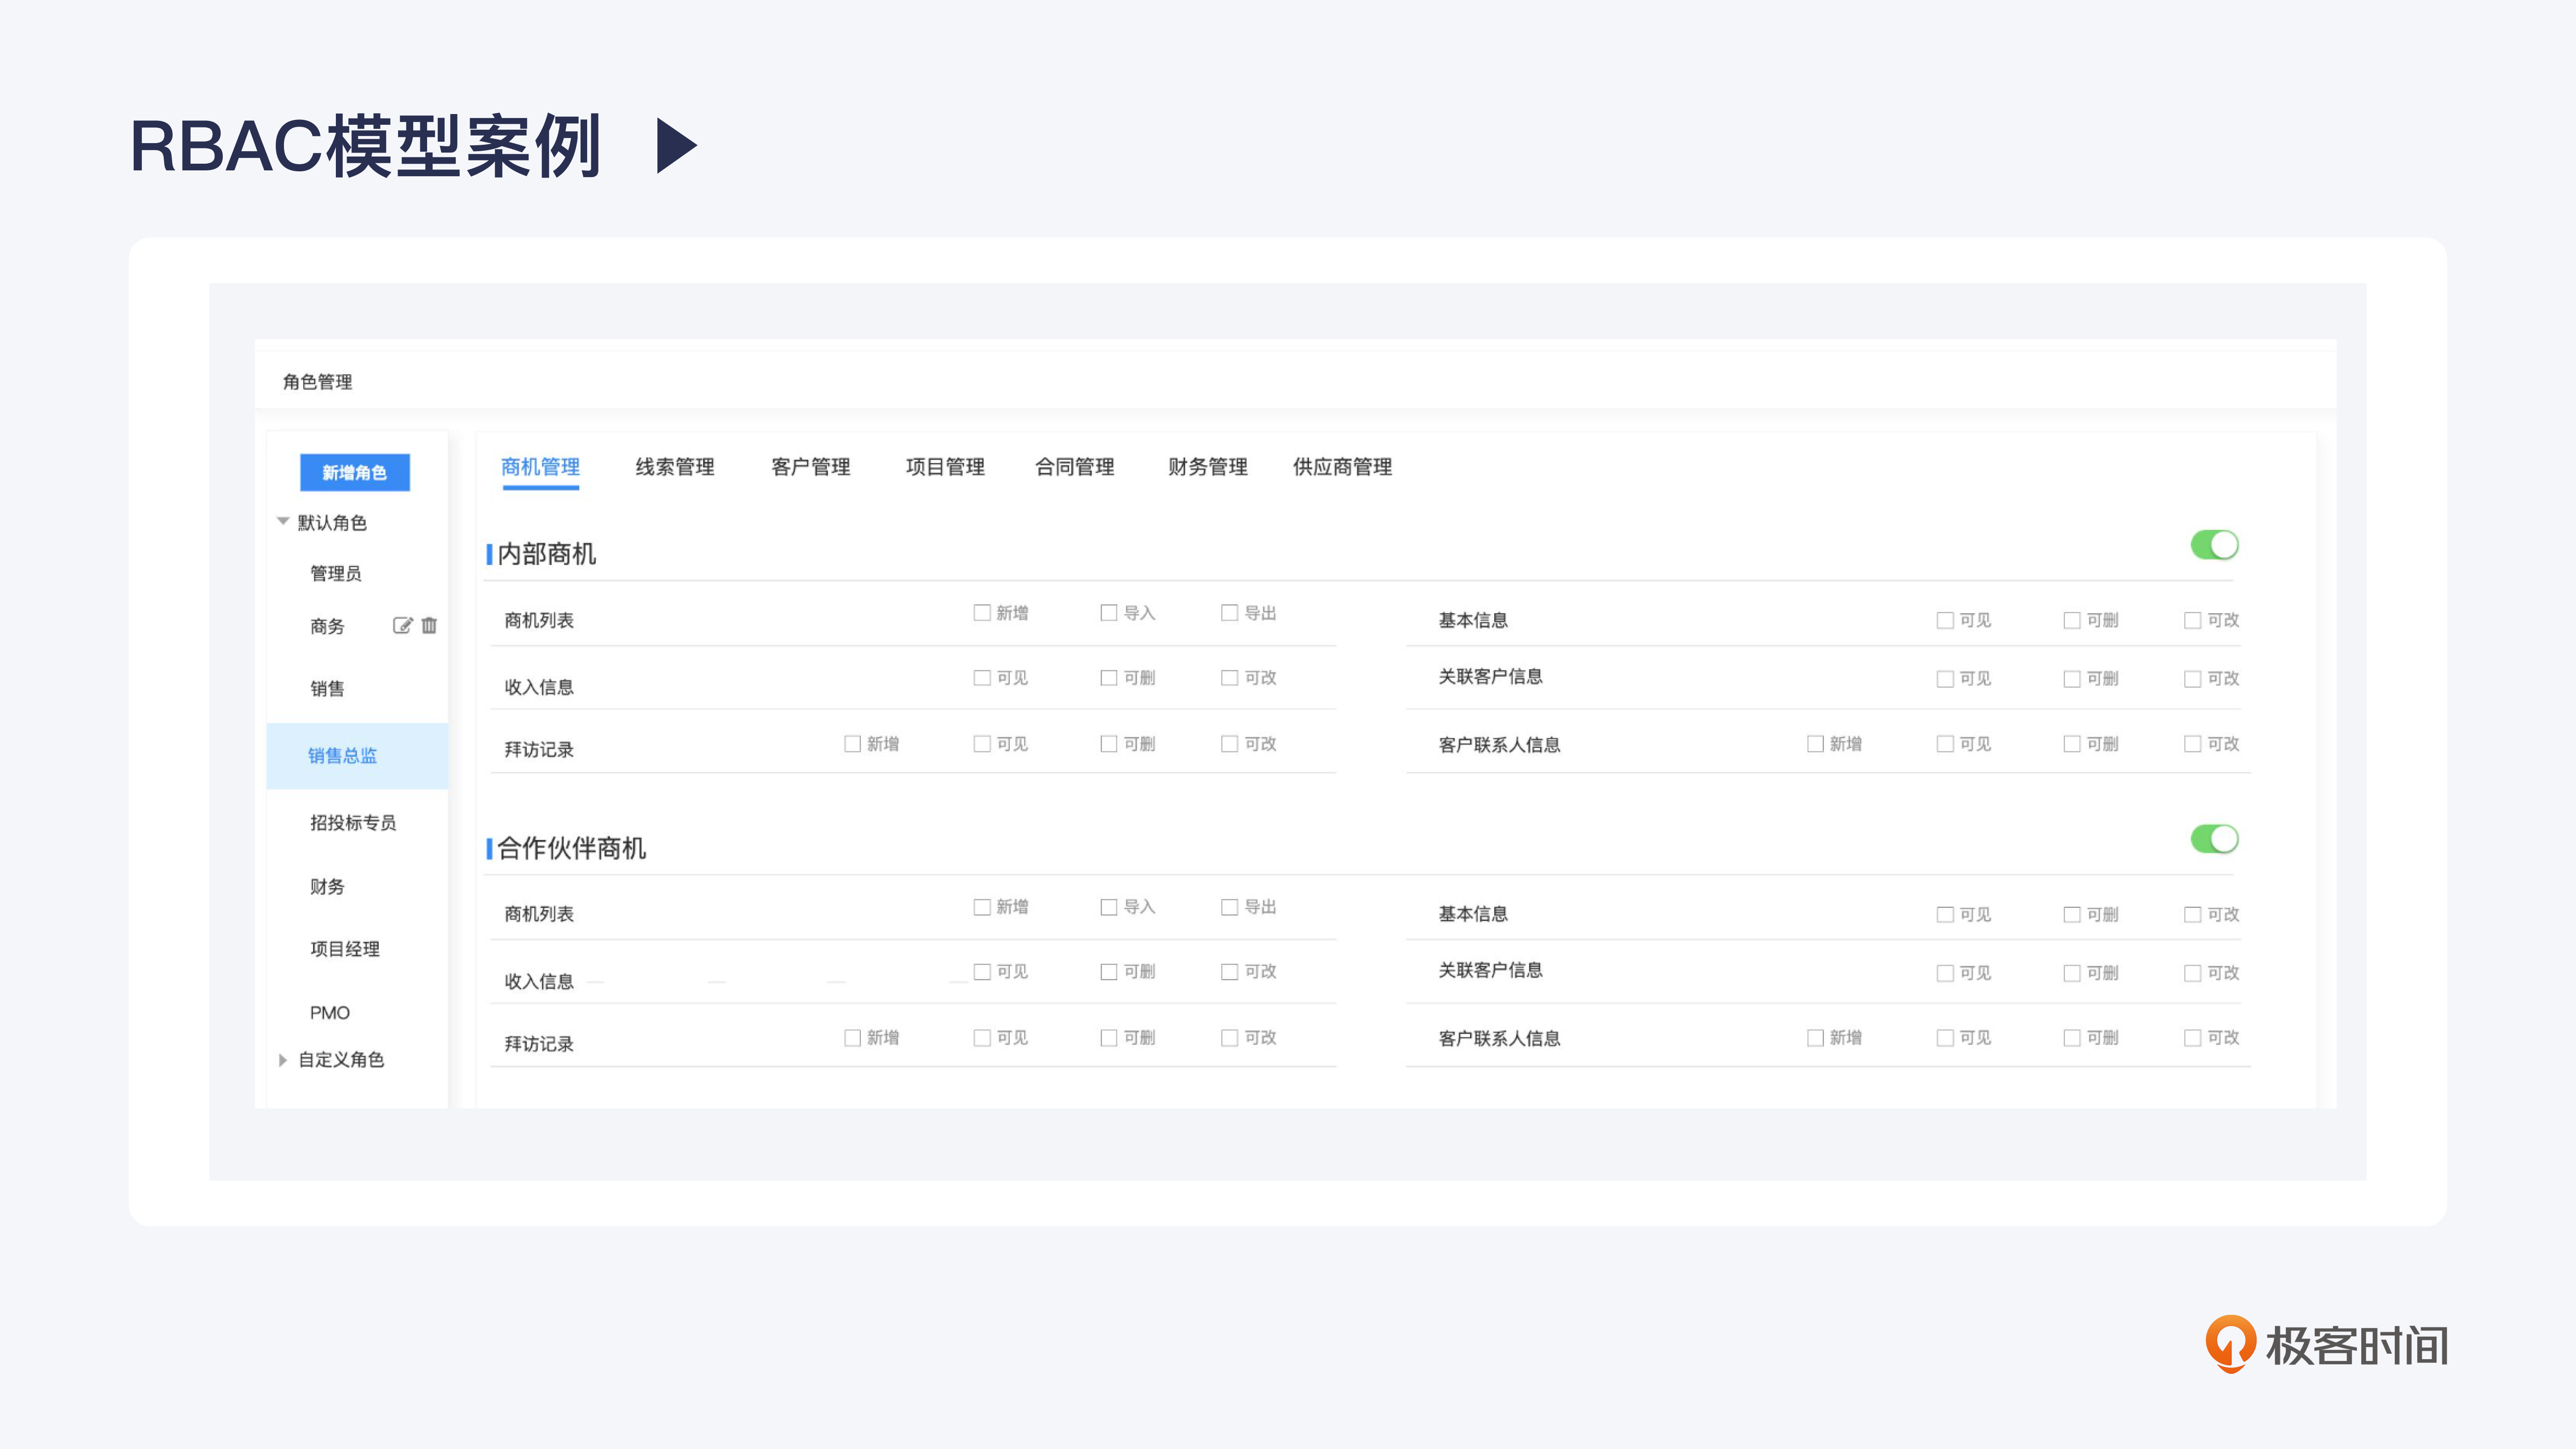 RBAC模型案例
角色管理
新增角色
默认角色
管理员
商务
销售
销售总监
招投标专员
财务
项目经理
PMO
自定义角色
商机管理 线索管理 客户管理 项目管理 合同管理 财务管理 供应商管理
内部商机
商机列表 新增 导入 导出 基本信息 可见 可删 可改
收入信息 可见 可删 可改 关联客户信息 可见 可删 可改
拜访记录 新增 可见 可删 可改 客户联系人信息 新增 可见 可删 可改
合作伙伴商机
商机列表 新增 导入 导出 基本信息 可见 可删 可改
收入信息 可见 可删 可改 关联客户信息 可见 可删 可改
拜访记录 新增 可见 可删 可改 客户联系人信息 新增 可见 可删 可改
极客时间